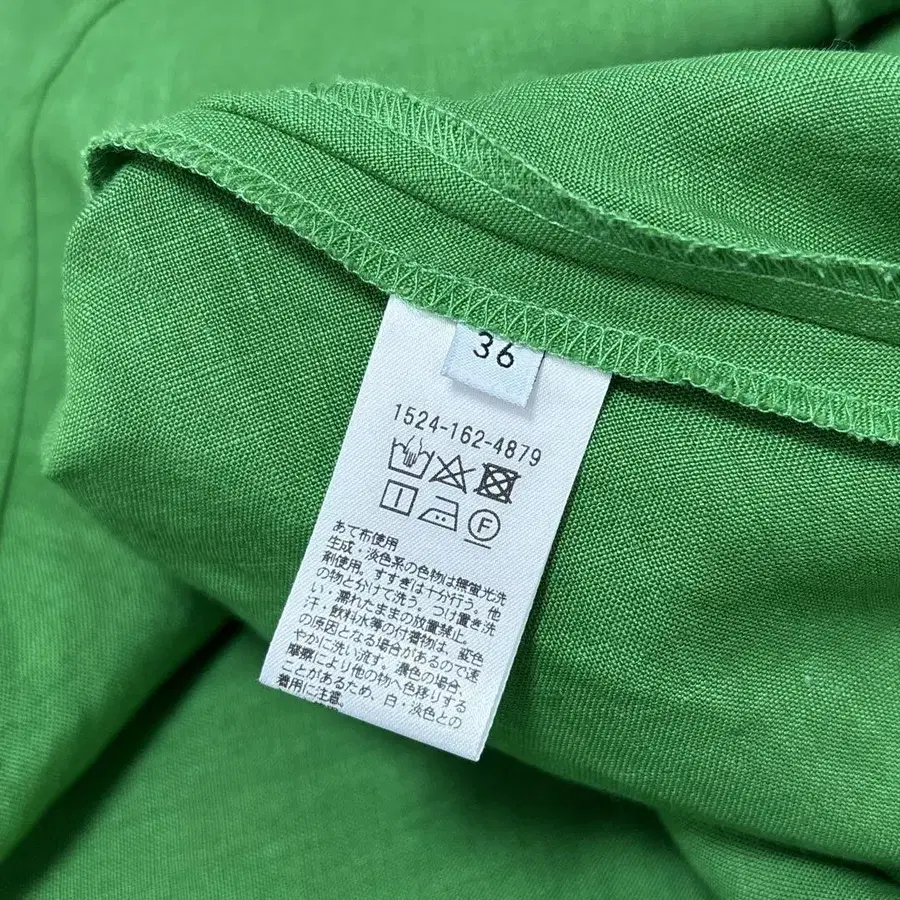 36
1524-162-4879
F
あて布使用
生成・淡色系の色物は無蛍光洗
剤使用。すすぎは十分行う。他
の物と分けて洗う。つけ置き洗
い・濡れたままの放置禁止。
汗・飲料水等の付着物は、変色
の原因となる場合があるので速
やかに洗い流す。濃色の場合、
摩擦により他の物へ色移りする
ことがあるため、白・淡色との
着用に注意。